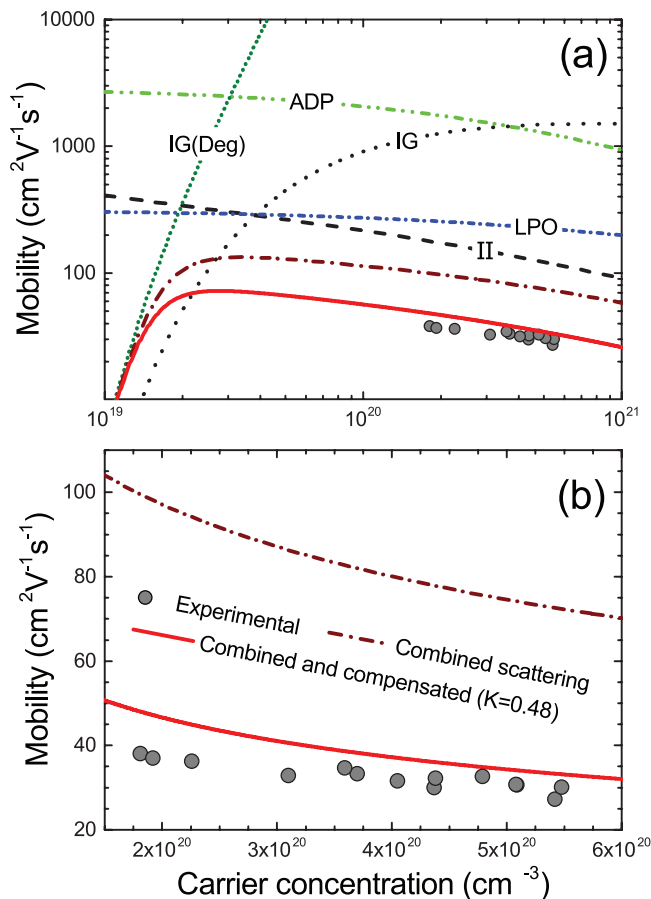 10000
(a)
ADP
IG(Deg)
IG
1000
LPO
II
100
Mobility (cm²V⁻¹s⁻¹)
10¹⁹
10²⁰
10²¹
(b)
100
80
Experimental
Combined scattering
Combined and compensated (K=0.48)
60
40
20
Mobility (cm²V⁻¹s⁻¹)
2x10²⁰
3x10²⁰
4x10²⁰
5x10²⁰
6x10²⁰
Carrier concentration (cm ⁻³)